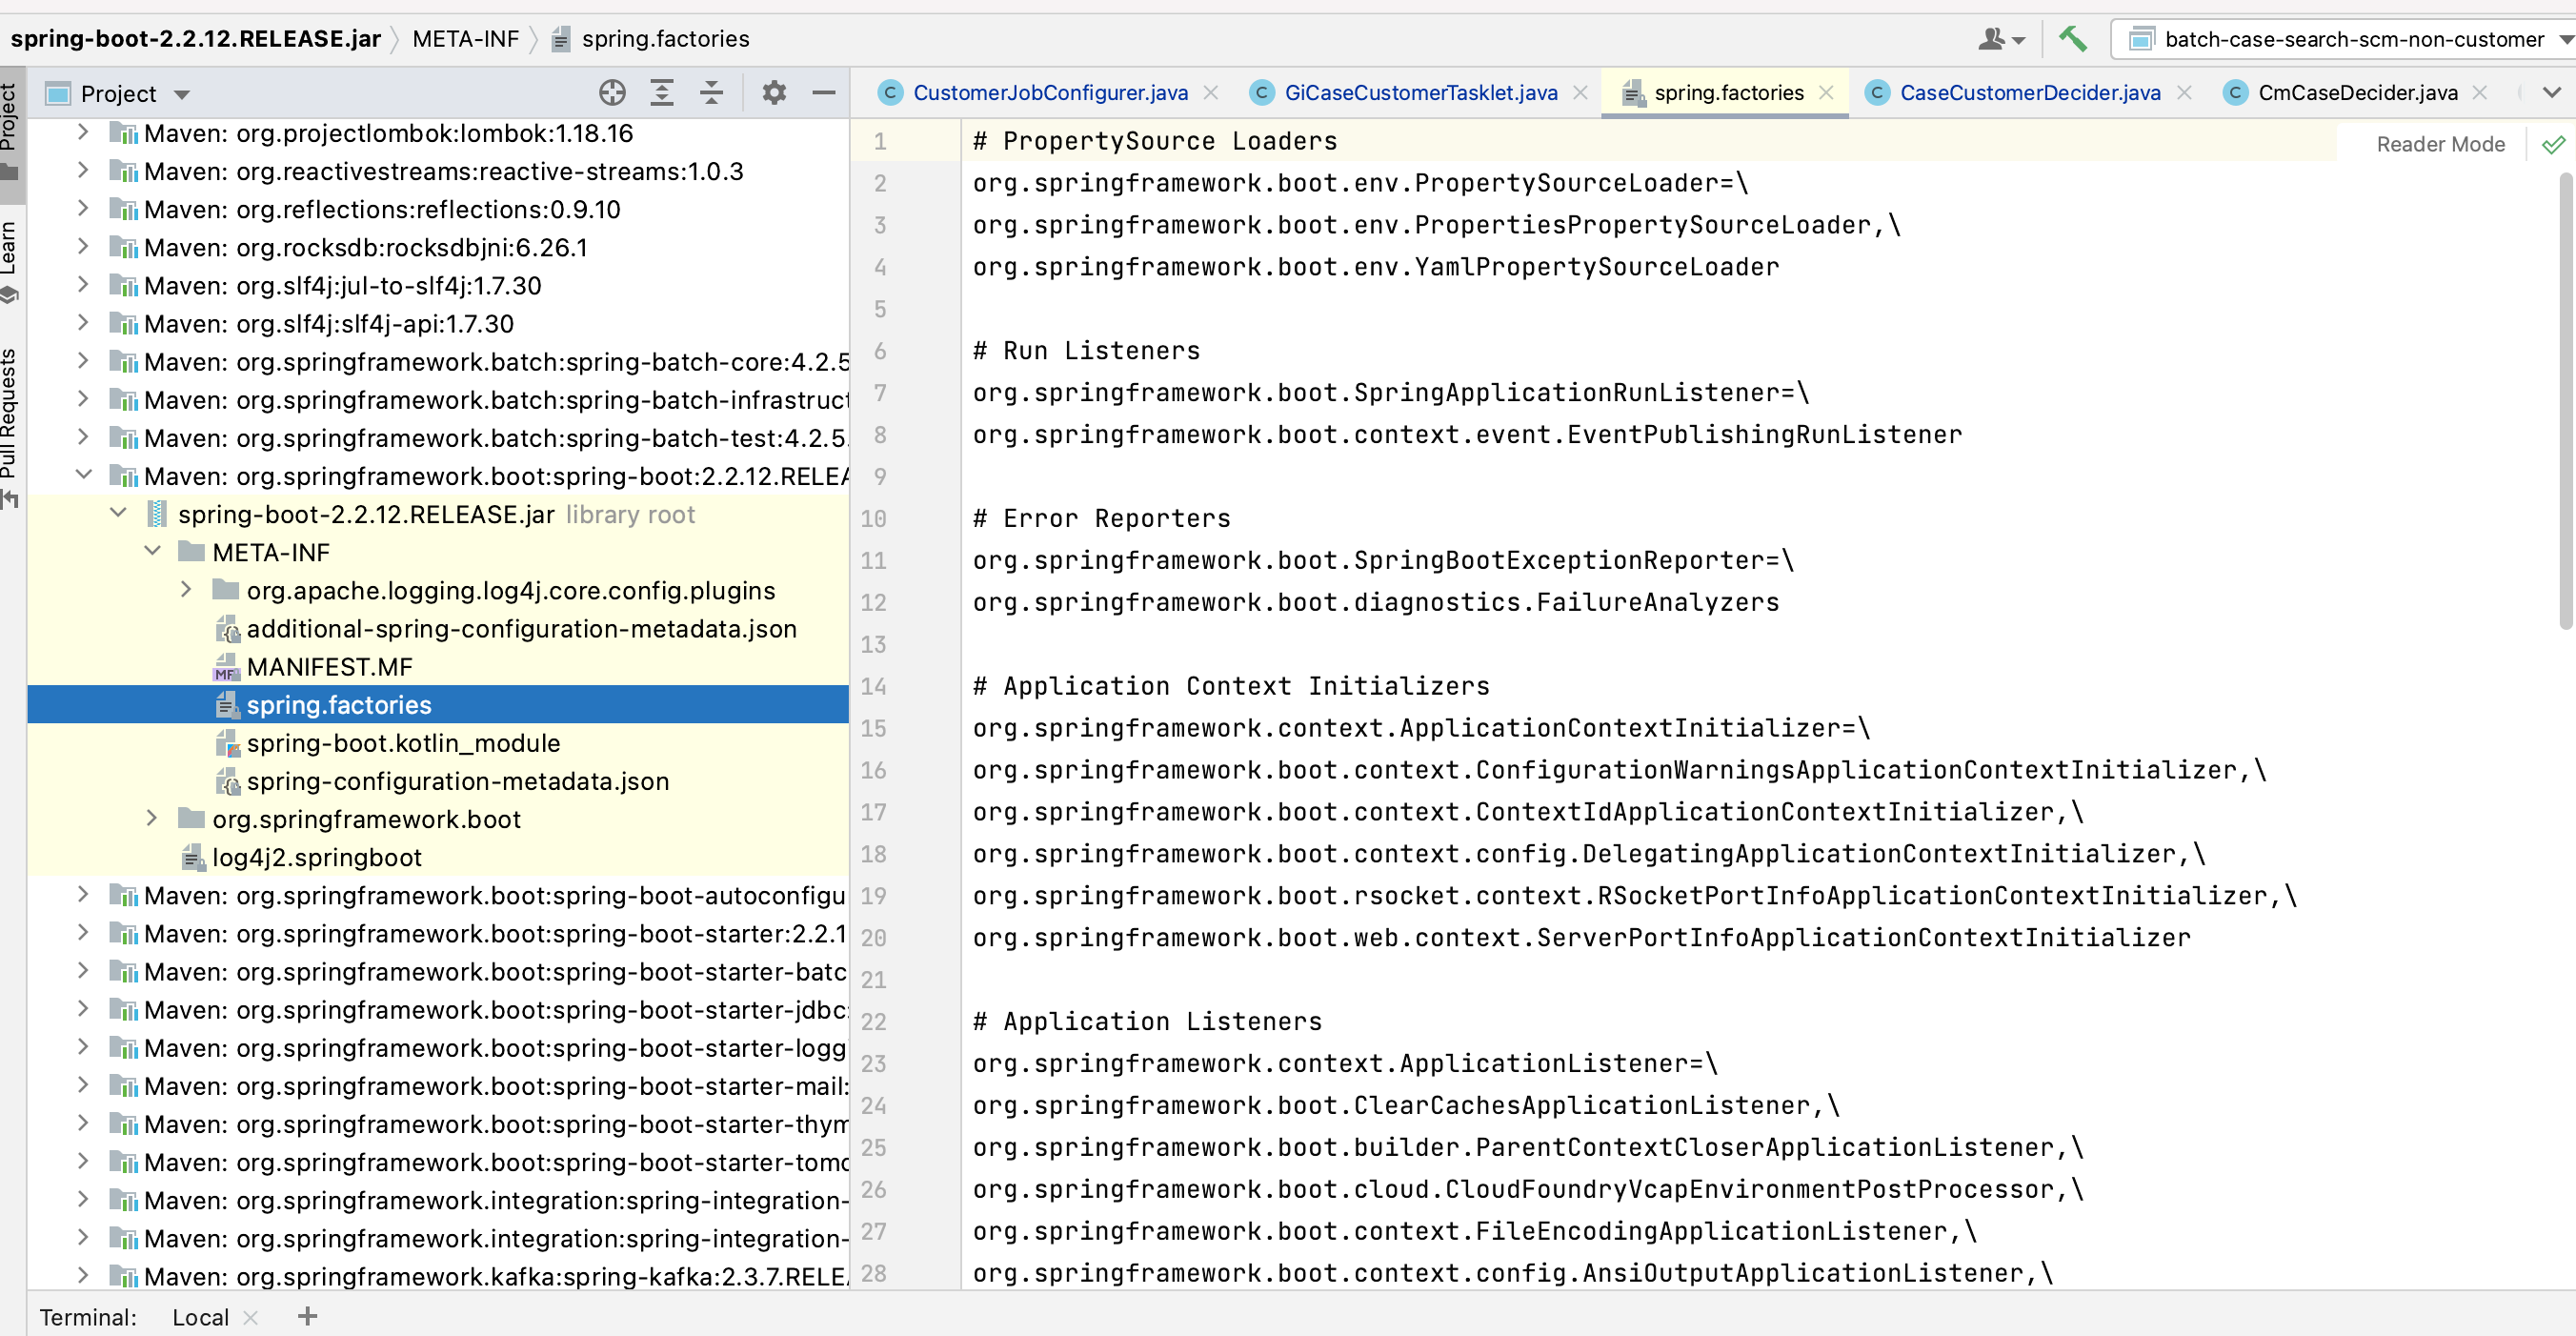 spring-boot-2.2.12.RELEASE.jar META-INF spring.factories
batch-case-search-scm-non-customer
Project
CustomerJobConfigurer.java GiCaseCustomerTasklet.java spring.factories CaseCustomerDecider.java CmCaseDecider.java
Project
Learn
Pull Requests
Maven: org.projectlombok:lombok:1.18.16
Maven: org.reactivestreams:reactive-streams:1.0.3
Maven: org.reflections:reflections:0.9.10
Maven: org.rocksdb:rocksdbjni:6.26.1
Maven: org.slf4j:jul-to-slf4j:1.7.30
Maven: org.slf4j:slf4j-api:1.7.30
Maven: org.springframework.batch:spring-batch-core:4.2.5
Maven: org.springframework.batch:spring-batch-infrastruct
Maven: org.springframework.batch:spring-batch-test:4.2.5.
Maven: org.springframework.boot:spring-boot:2.2.12.RELEA
spring-boot-2.2.12.RELEASE.jar library root
META-INF
org.apache.logging.log4j.core.config.plugins
additional-spring-configuration-metadata.json
MF MANIFEST.MF
spring.factories
spring-boot.kotlin_module
spring-configuration-metadata.json
org.springframework.boot
log4j2.springboot
Maven: org.springframework.boot:spring-boot-autoconfigu
Maven: org.springframework.boot:spring-boot-starter:2.2.1
Maven: org.springframework.boot:spring-boot-starter-batc
Maven: org.springframework.boot:spring-boot-starter-jdbc:
Maven: org.springframework.boot:spring-boot-starter-logg
Maven: org.springframework.boot:spring-boot-starter-mail:
Maven: org.springframework.boot:spring-boot-starter-thym
Maven: org.springframework.boot:spring-boot-starter-tomc
Maven: org.springframework.integration:spring-integration-
Maven: org.springframework.integration:spring-integration-
Maven: org.springframework.kafka:spring-kafka:2.3.7.RELEA
Reader Mode
1 # PropertySource Loaders
2 org.springframework.boot.env.PropertySourceLoader=\
3 org.springframework.boot.env.PropertiesPropertySourceLoader,\
4 org.springframework.boot.env.YamlPropertySourceLoader
5
6 # Run Listeners
7 org.springframework.boot.SpringApplicationRunListener=\
8 org.springframework.boot.context.event.EventPublishingRunListener
9
10 # Error Reporters
11 org.springframework.boot.SpringBootExceptionReporter=\
12 org.springframework.boot.diagnostics.FailureAnalyzers
13
14 # Application Context Initializers
15 org.springframework.context.ApplicationContextInitializer=\
16 org.springframework.boot.context.ConfigurationWarningsApplicationContextInitializer,\
17 org.springframework.boot.context.ContextIdApplicationContextInitializer,\
18 org.springframework.boot.context.config.DelegatingApplicationContextInitializer,\
19 org.springframework.boot.rsocket.context.RSocketPortInfoApplicationContextInitializer,\
20 org.springframework.boot.web.context.ServerPortInfoApplicationContextInitializer
21
22 # Application Listeners
23 org.springframework.context.ApplicationListener=\
24 org.springframework.boot.ClearCachesApplicationListener,\
25 org.springframework.boot.builder.ParentContextCloserApplicationListener,\
26 org.springframework.boot.cloud.CloudFoundryVcapEnvironmentPostProcessor,\
27 org.springframework.boot.context.FileEncodingApplicationListener,\
28 org.springframework.boot.context.config.AnsiOutputApplicationListener,\
Terminal: Local